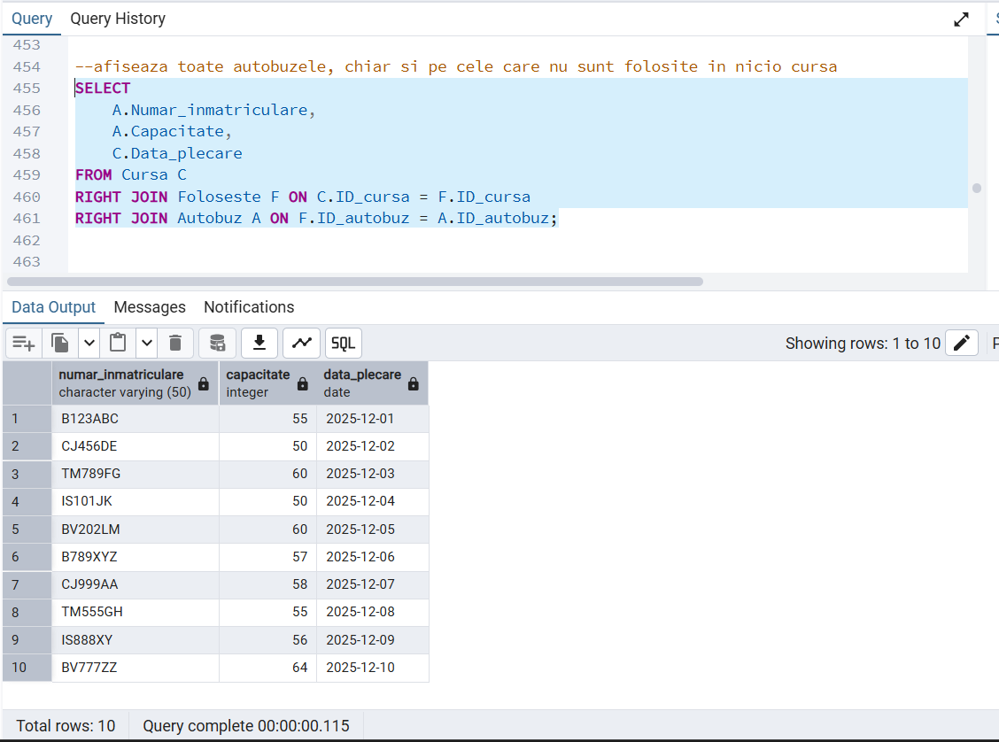 Query Query History
453
454 --afiseaza toate autobuzele, chiar si pe cele care nu sunt folosite in nicio cursa
455 SELECT
456 A.Numar_inmatriculare,
457 A.Capacitate,
458 C.Data_plecare
459 FROM Cursa C
460 RIGHT JOIN Foloseste F ON C.ID_cursa = F.ID_cursa
461 RIGHT JOIN Autobuz A ON F.ID_autobuz = A.ID_autobuz;
462
463
Data Output Messages Notifications
SQL Showing rows: 1 to 10
numar_inmatriculare capacitate data_plecare
character varying (50) integer date
1 B123ABC 55 2025-12-01
2 CJ456DE 50 2025-12-02
3 TM789FG 60 2025-12-03
4 IS101JK 50 2025-12-04
5 BV202LM 60 2025-12-05
6 B789XYZ 57 2025-12-06
7 CJ999AA 58 2025-12-07
8 TM555GH 55 2025-12-08
9 IS888XY 56 2025-12-09
10 BV777ZZ 64 2025-12-10
Total rows: 10 Query complete 00:00:00.115